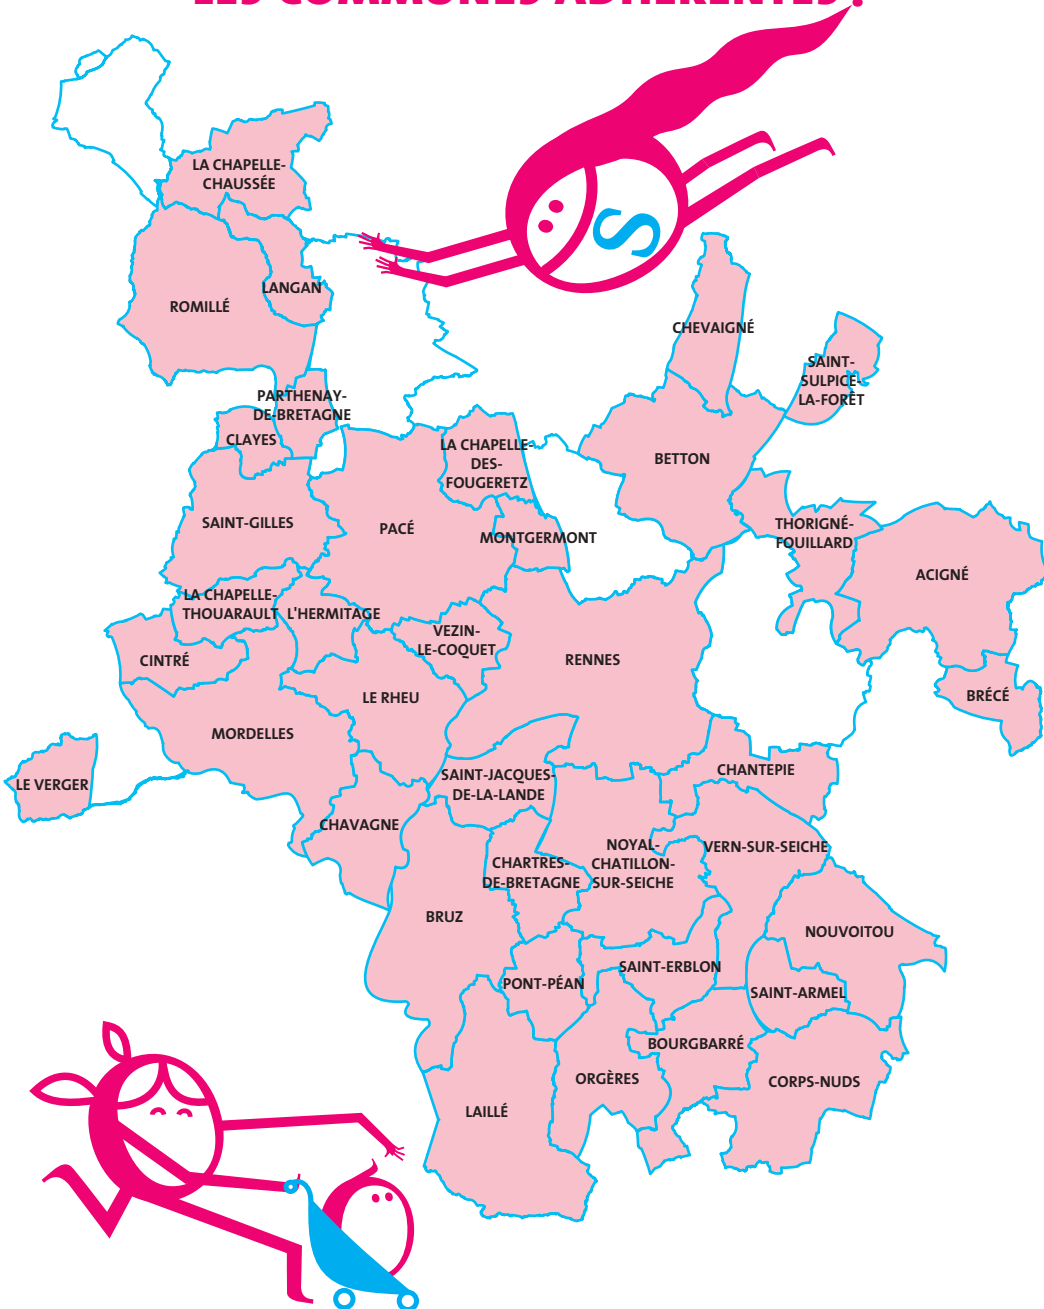 LES COMMUNES ADHÉRENTES !
LA CHAPELLE-
CHAUSSÉE
LANGAN
ROMILLÉ
CHEVAIGNÉ
SAINT-
SULPICE-
LA-FORÊT
PARTHENAY-
DE-BRETAGNE
CLAYES
LA CHAPELLE-
DES-
FOUGERETZ
BETTON
SAINT-GILLES
PACÉ
MONTGERMONT
THORIGNÉ-
FOUILLARD
ACIGNÉ
LA CHAPELLE-
THOUARAULT
L'HERMITAGE
VEZIN-
LE-COQUET
CINTRÉ
RENNES
LE RHEU
BRÉCÉ
MORDELLES
LE VERGER
SAINT-JACQUES-
DE-LA-LANDE
CHANTEPIE
CHAVAGNE
NOYAL-
CHATILLON-
SUR-SEICHE
VERN-SUR-SEICHE
CHARTRES-
DE-BRETAGNE
BRUZ
NOUVOITOU
SAINT-ERBLON
PONT-PÉAN
SAINT-ARMEL
BOURGBARRÉ
ORGÈRES
CORPS-NUDS
LAILLÉ
S